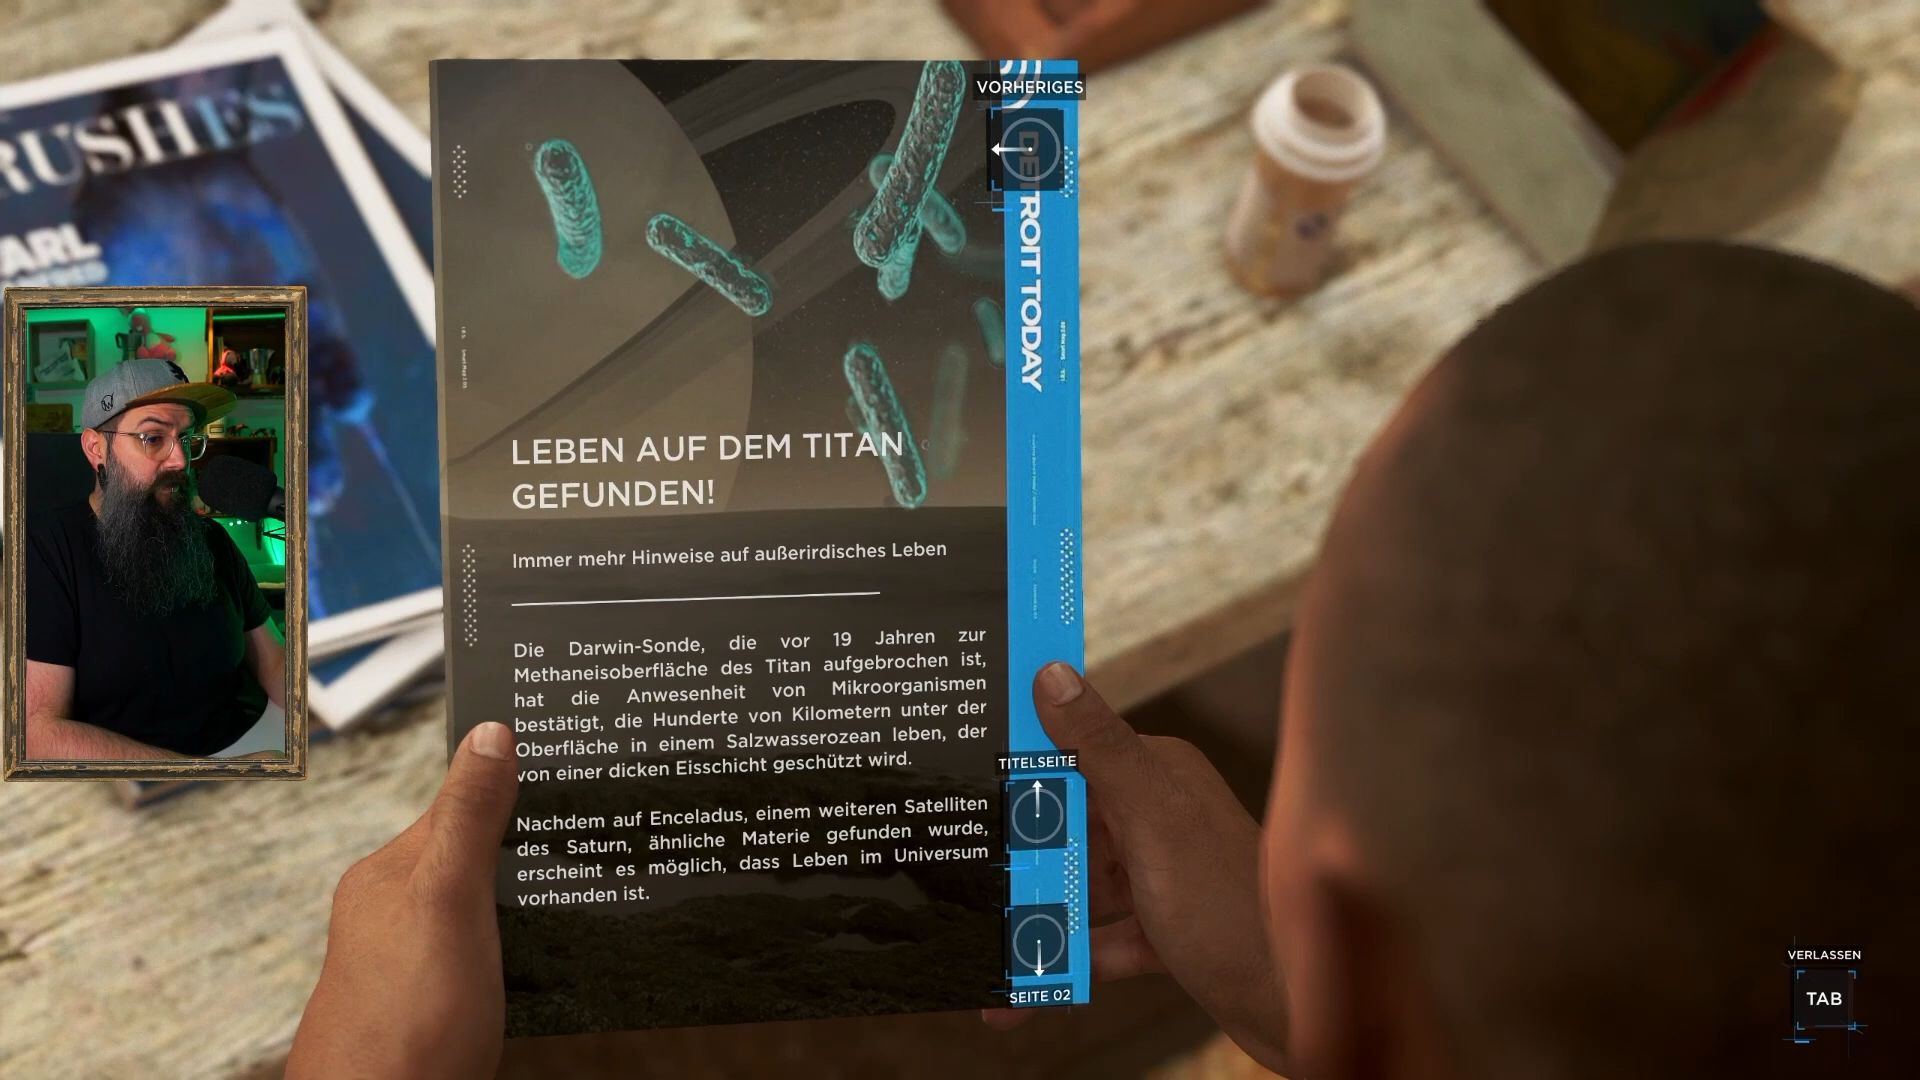 RUSHES
ARL
VORHERIGES
DETROIT TODAY
LEBEN AUF DEM TITAN
GEFUNDEN!
Immer mehr Hinweise auf außerirdisches Leben
Die Darwin-Sonde, die vor 19 Jahren zur
Methaneisoberfläche des Titan aufgebrochen ist,
hat die Anwesenheit von Mikroorganismen
bestätigt, die Hunderte von Kilometern unter der
Oberfläche in einem Salzwasserozean leben, der
von einer dicken Eisschicht geschützt wird.
Nachdem auf Enceladus, einem weiteren Satelliten
des Saturn, ähnliche Materie gefunden wurde,
erscheint es möglich, dass Leben im Universum
vorhanden ist.
TITELSEITE
SEITE 02
VERLASSEN
TAB